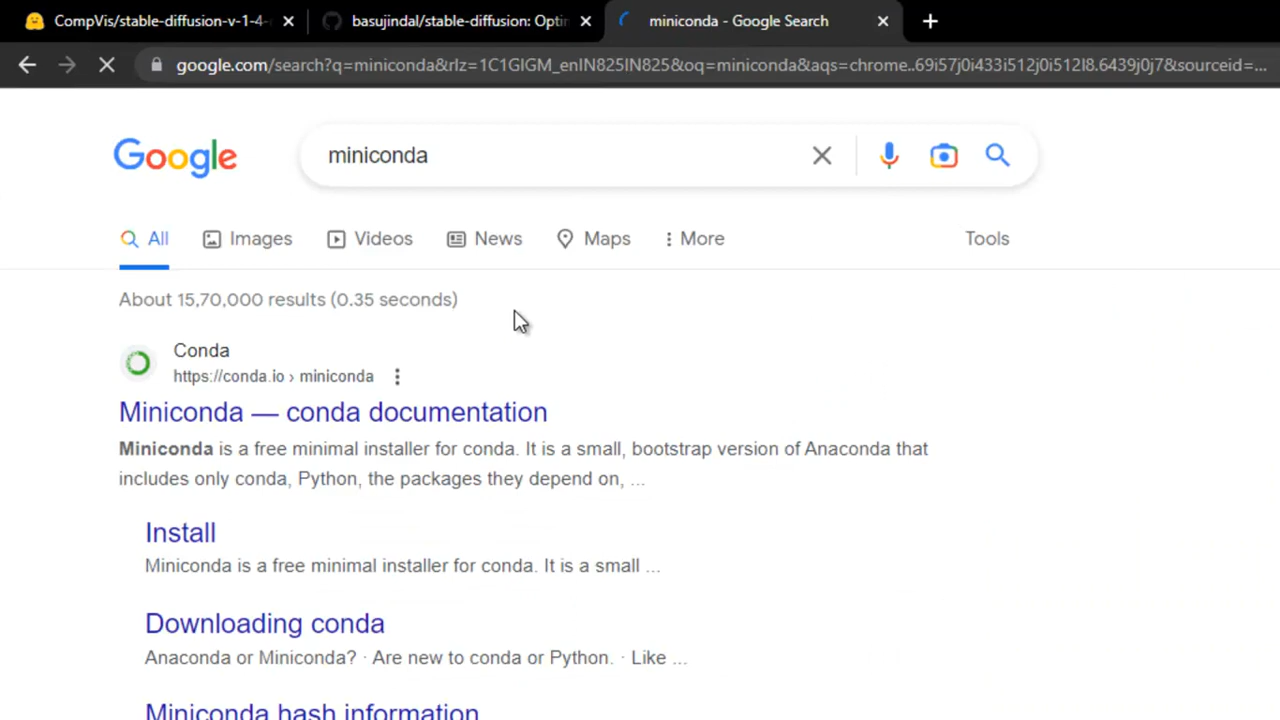 CompVis/stable-diffusion-v-1-4-
basujindal/stable-diffusion: Opti
miniconda - Google Search
google.com/search?q=miniconda&rlz=1C1GIGM_enIN825IN825&oq=miniconda&aqs=chrome..69i57j0i433i512j0i512l8.6439j0j7&sourceid=...
Google
miniconda
All
Images
Videos
News
Maps
More
Tools
About 15,70,000 results (0.35 seconds)
Conda
https://conda.io › miniconda
Miniconda — conda documentation
Miniconda is a free minimal installer for conda. It is a small, bootstrap version of Anaconda that
includes only conda, Python, the packages they depend on, ...
Install
Miniconda is a free minimal installer for conda. It is a small ...
Downloading conda
Anaconda or Miniconda? · Are new to conda or Python. · Like ...
Miniconda hash information